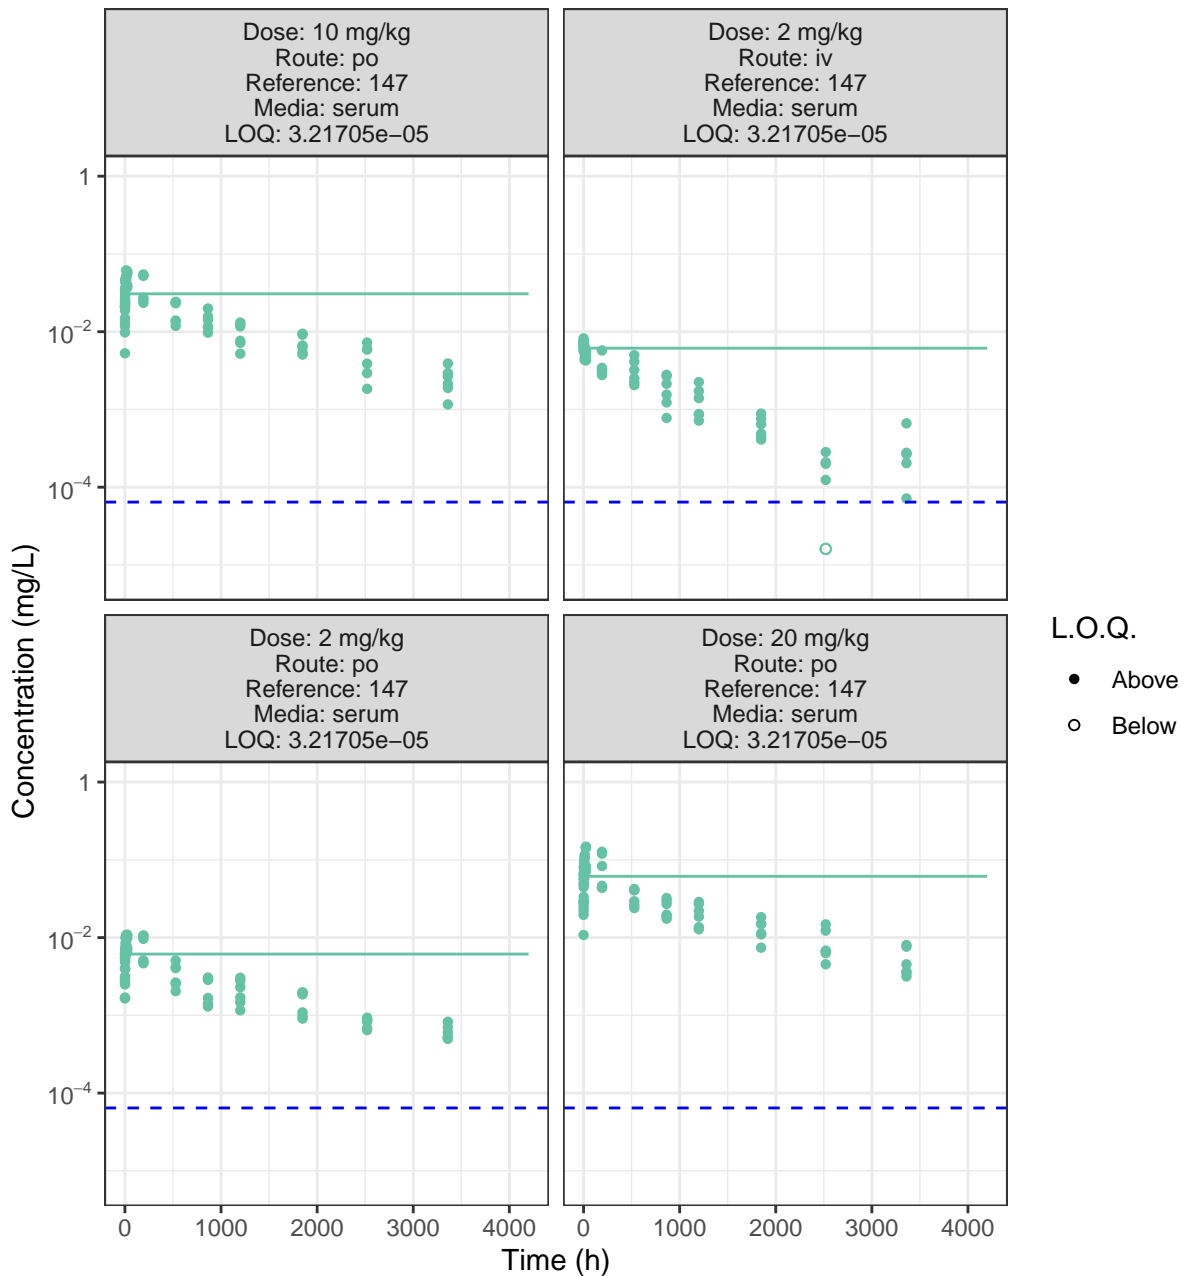 Dose: 10 mg/kg
Route: po
Reference: 147
Media: serum
LOQ: 3.21705e−05
Dose: 2 mg/kg
Route: iv
Reference: 147
Media: serum
LOQ: 3.21705e−05
1
10−2
10−4
Dose: 2 mg/kg
Route: po
Reference: 147
Media: serum
LOQ: 3.21705e−05
Dose: 20 mg/kg
Route: po
Reference: 147
Media: serum
LOQ: 3.21705e−05
1
10−2
10−4
0 1000 2000 3000 4000
0 1000 2000 3000 4000
Time (h)
Concentration (mg/L)
L.O.Q.
Above
Below